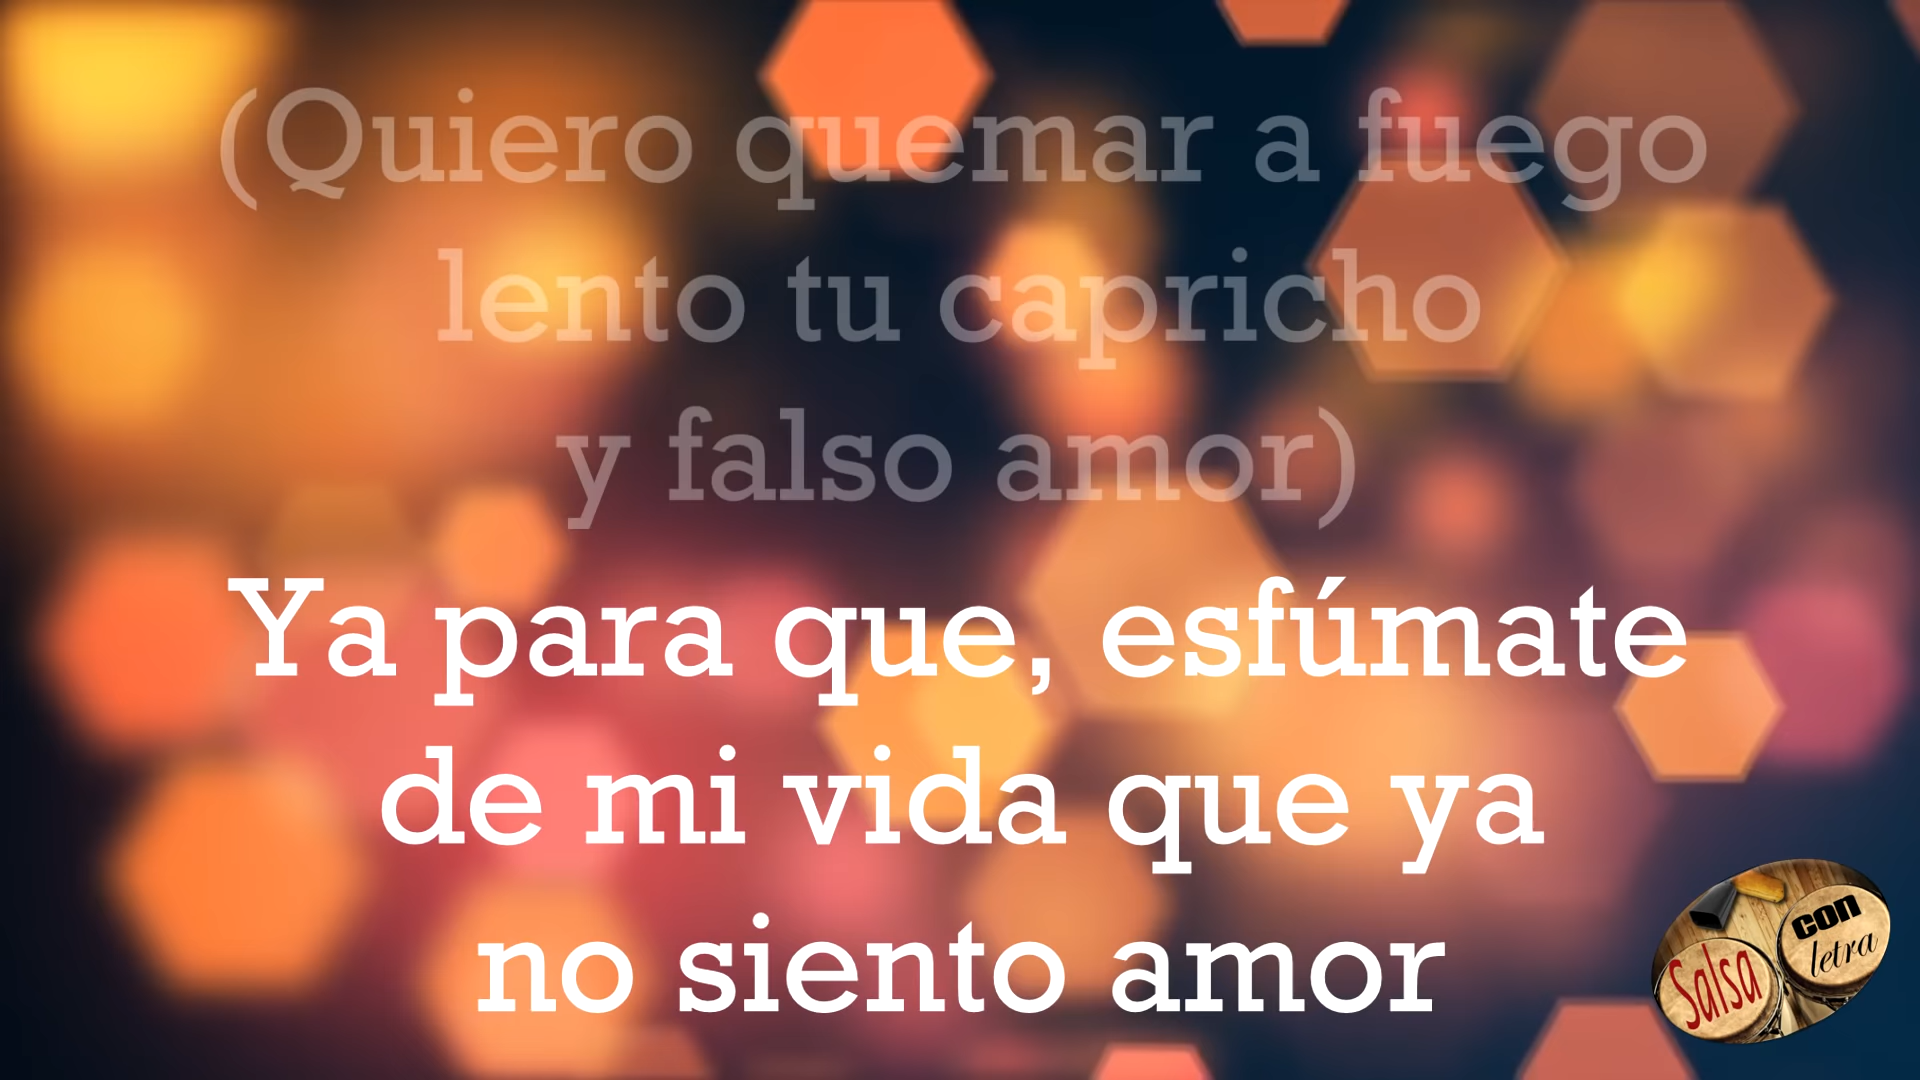 (Quiero quemar a fuego
lento tu capricho
y falso amor)
Ya para que, esfúmate
de mi vida que ya
no siento amor
Salsa
con
letra